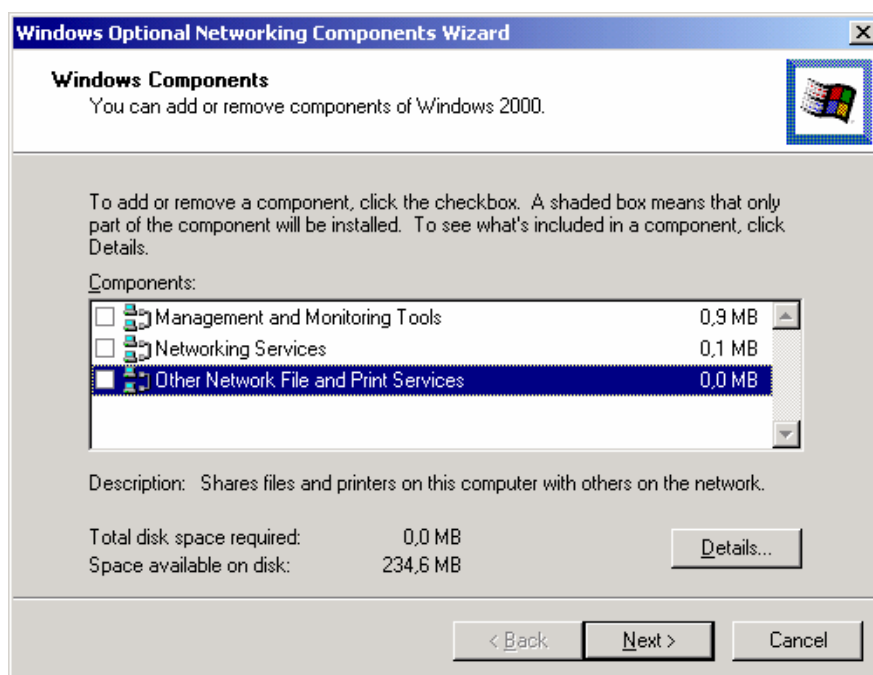 Windows Optional Networking Components Wizard
Windows Components
You can add or remove components of Windows 2000.
To add or remove a component, click the checkbox. A shaded box means that only
part of the component will be installed. To see what's included in a component, click
Details.
Components:
Management and Monitoring Tools 0,9 MB
Networking Services 0,1 MB
Other Network File and Print Services 0,0 MB
Description: Shares files and printers on this computer with others on the network.
Total disk space required: 0,0 MB
Space available on disk: 234,6 MB
Details...
< Back Next > Cancel